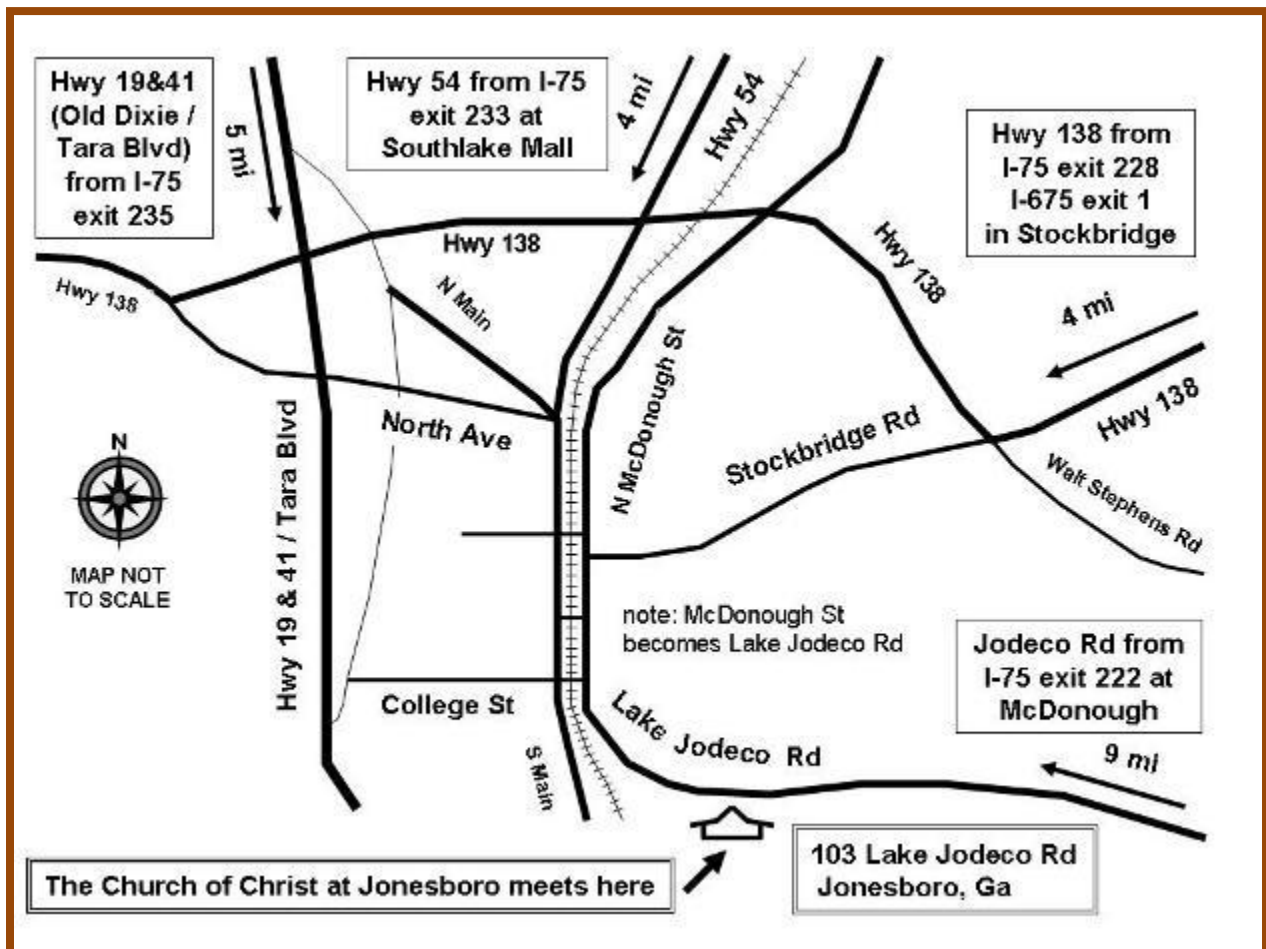 Hwy 19&41
(Old Dixie /
Tara Blvd)
from I-75
exit 235
5 mi
Hwy 54 from I-75
exit 233 at
Southlake Mall
4 mi
Hwy 54
Hwy 138 from
I-75 exit 228
I-675 exit 1
in Stockbridge
Hwy 138
Hwy 138
Hwy 138
N Main
4 mi
Hwy 138
North Ave
N McDonough St
Stockbridge Rd
Walt Stephens Rd
N
MAP NOT
TO SCALE
Hwy 19 & 41 / Tara Blvd
note: McDonough St
becomes Lake Jodeco Rd
Jodeco Rd from
I-75 exit 222 at
McDonough
College St
S Main
Lake Jodeco Rd
9 mi
103 Lake Jodeco Rd
Jonesboro, Ga
The Church of Christ at Jonesboro meets here